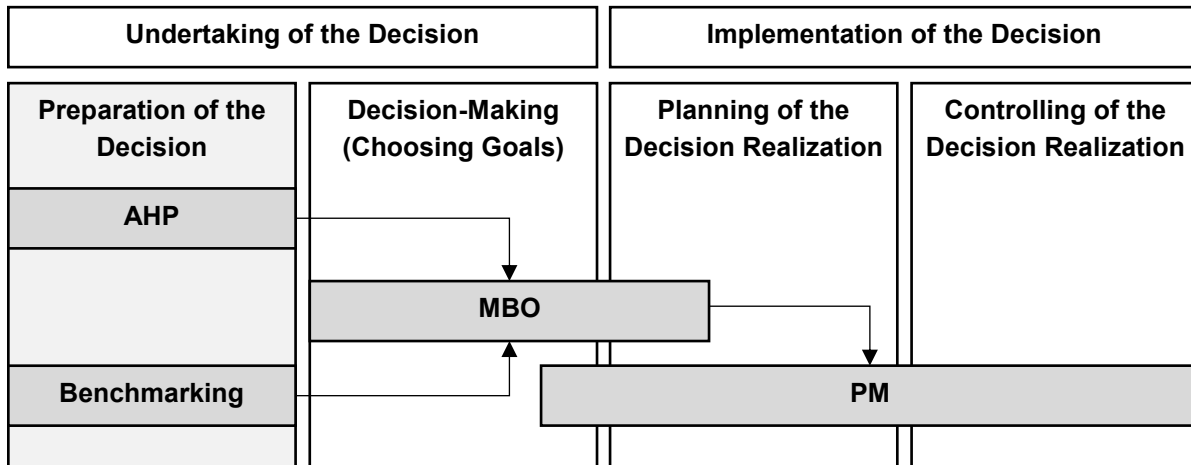 Undertaking of the Decision
Implementation of the Decision
Preparation of the
Decision
Decision-Making
(Choosing Goals)
Planning of the
Decision Realization
Controlling of the
Decision Realization
AHP
MBO
Benchmarking
PM